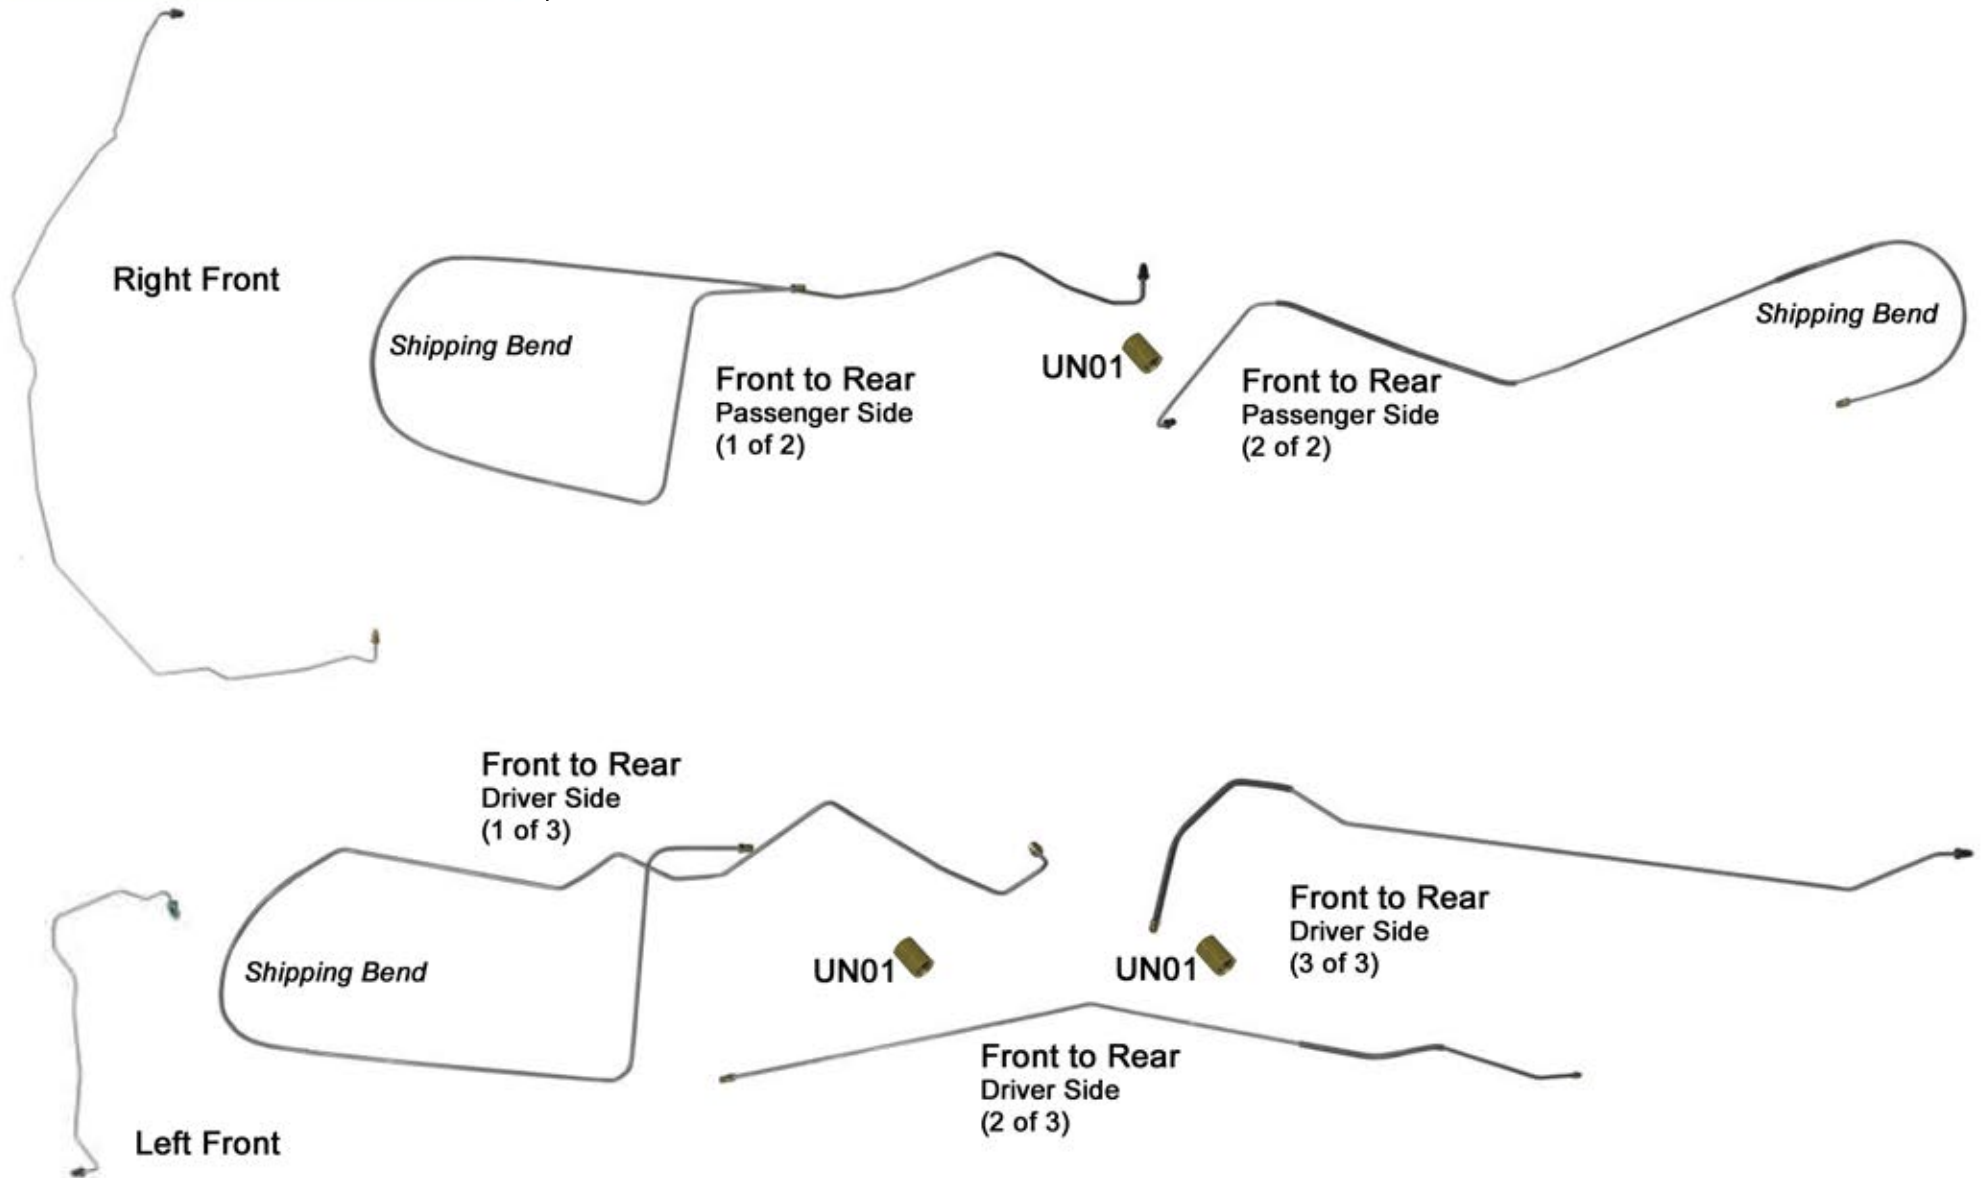 Right Front
Shipping Bend
Front to Rear
Passenger Side
(1 of 2)
UN01
Front to Rear
Passenger Side
(2 of 2)
Shipping Bend
Front to Rear
Driver Side
(1 of 3)
Shipping Bend
UN01
UN01
Front to Rear
Driver Side
(3 of 3)
Front to Rear
Driver Side
(2 of 3)
Left Front